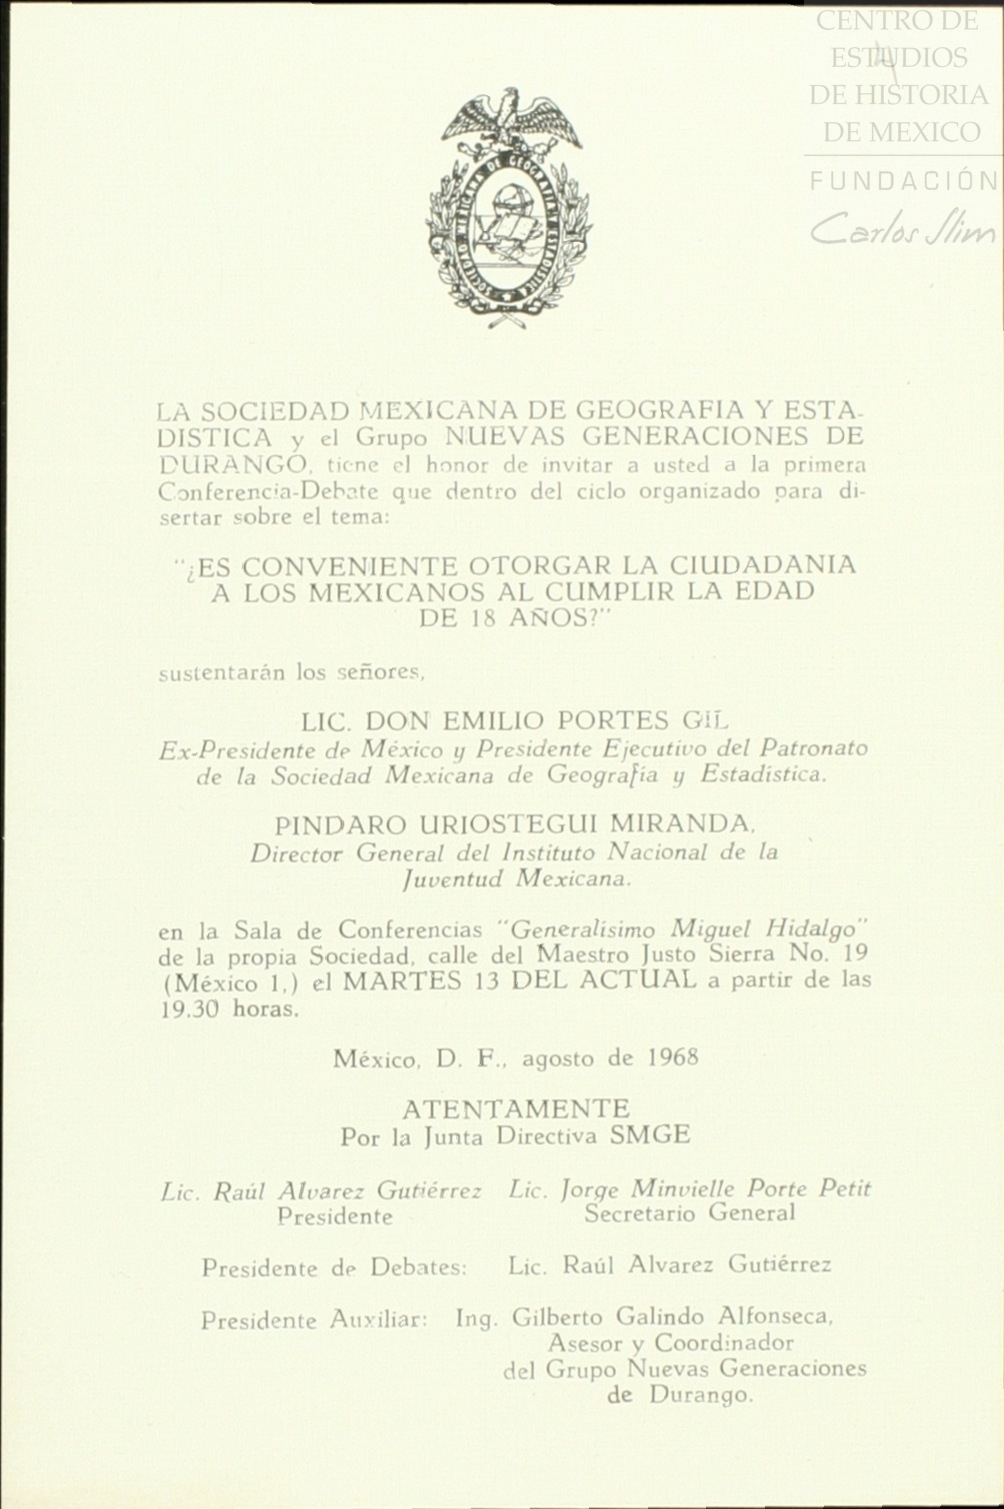 CENTRO DE
ESTUDIOS
DE HISTORIA
DE MEXICO
FUNDACIÓN
Carlos Slim
4
SOCIEDAD MEXICANA DE GEOGRAFIA Y ESTADISTICA
LA SOCIEDAD MEXICANA DE GEOGRAFIA Y ESTA-
DISTICA y el Grupo NUEVAS GENERACIONES DE
DURANGO, tiene el honor de invitar a usted a la primera
Conferencia-Debate que dentro del ciclo organizado para di-
sertar sobre el tema:
"¿ES CONVENIENTE OTORGAR LA CIUDADANIA
A LOS MEXICANOS AL CUMPLIR LA EDAD
DE 18 AÑOS?"
sustentarán los señores,
LIC. DON EMILIO PORTES GIL
Ex-Presidente de México y Presidente Ejecutivo del Patronato
de la Sociedad Mexicana de Geografía y Estadística.
PINDARO URIOSTEGUI MIRANDA,
Director General del Instituto Nacional de la
Juventud Mexicana.
en la Sala de Conferencias "Generalísimo Miguel Hidalgo"
de la propia Sociedad, calle del Maestro Justo Sierra No. 19
(México 1,) el MARTES 13 DEL ACTUAL a partir de las
19.30 horas.
México, D. F., agosto de 1968
ATENTAMENTE
Por la Junta Directiva SMGE
Lic. Raúl Alvarez Gutiérrez Lic. Jorge Minvielle Porte Petit
Presidente Secretario General
Presidente de Debates: Lic. Raúl Alvarez Gutiérrez
Presidente Auxiliar: Ing. Gilberto Galindo Alfonseca,
Asesor y Coordinador
del Grupo Nuevas Generaciones
de Durango.